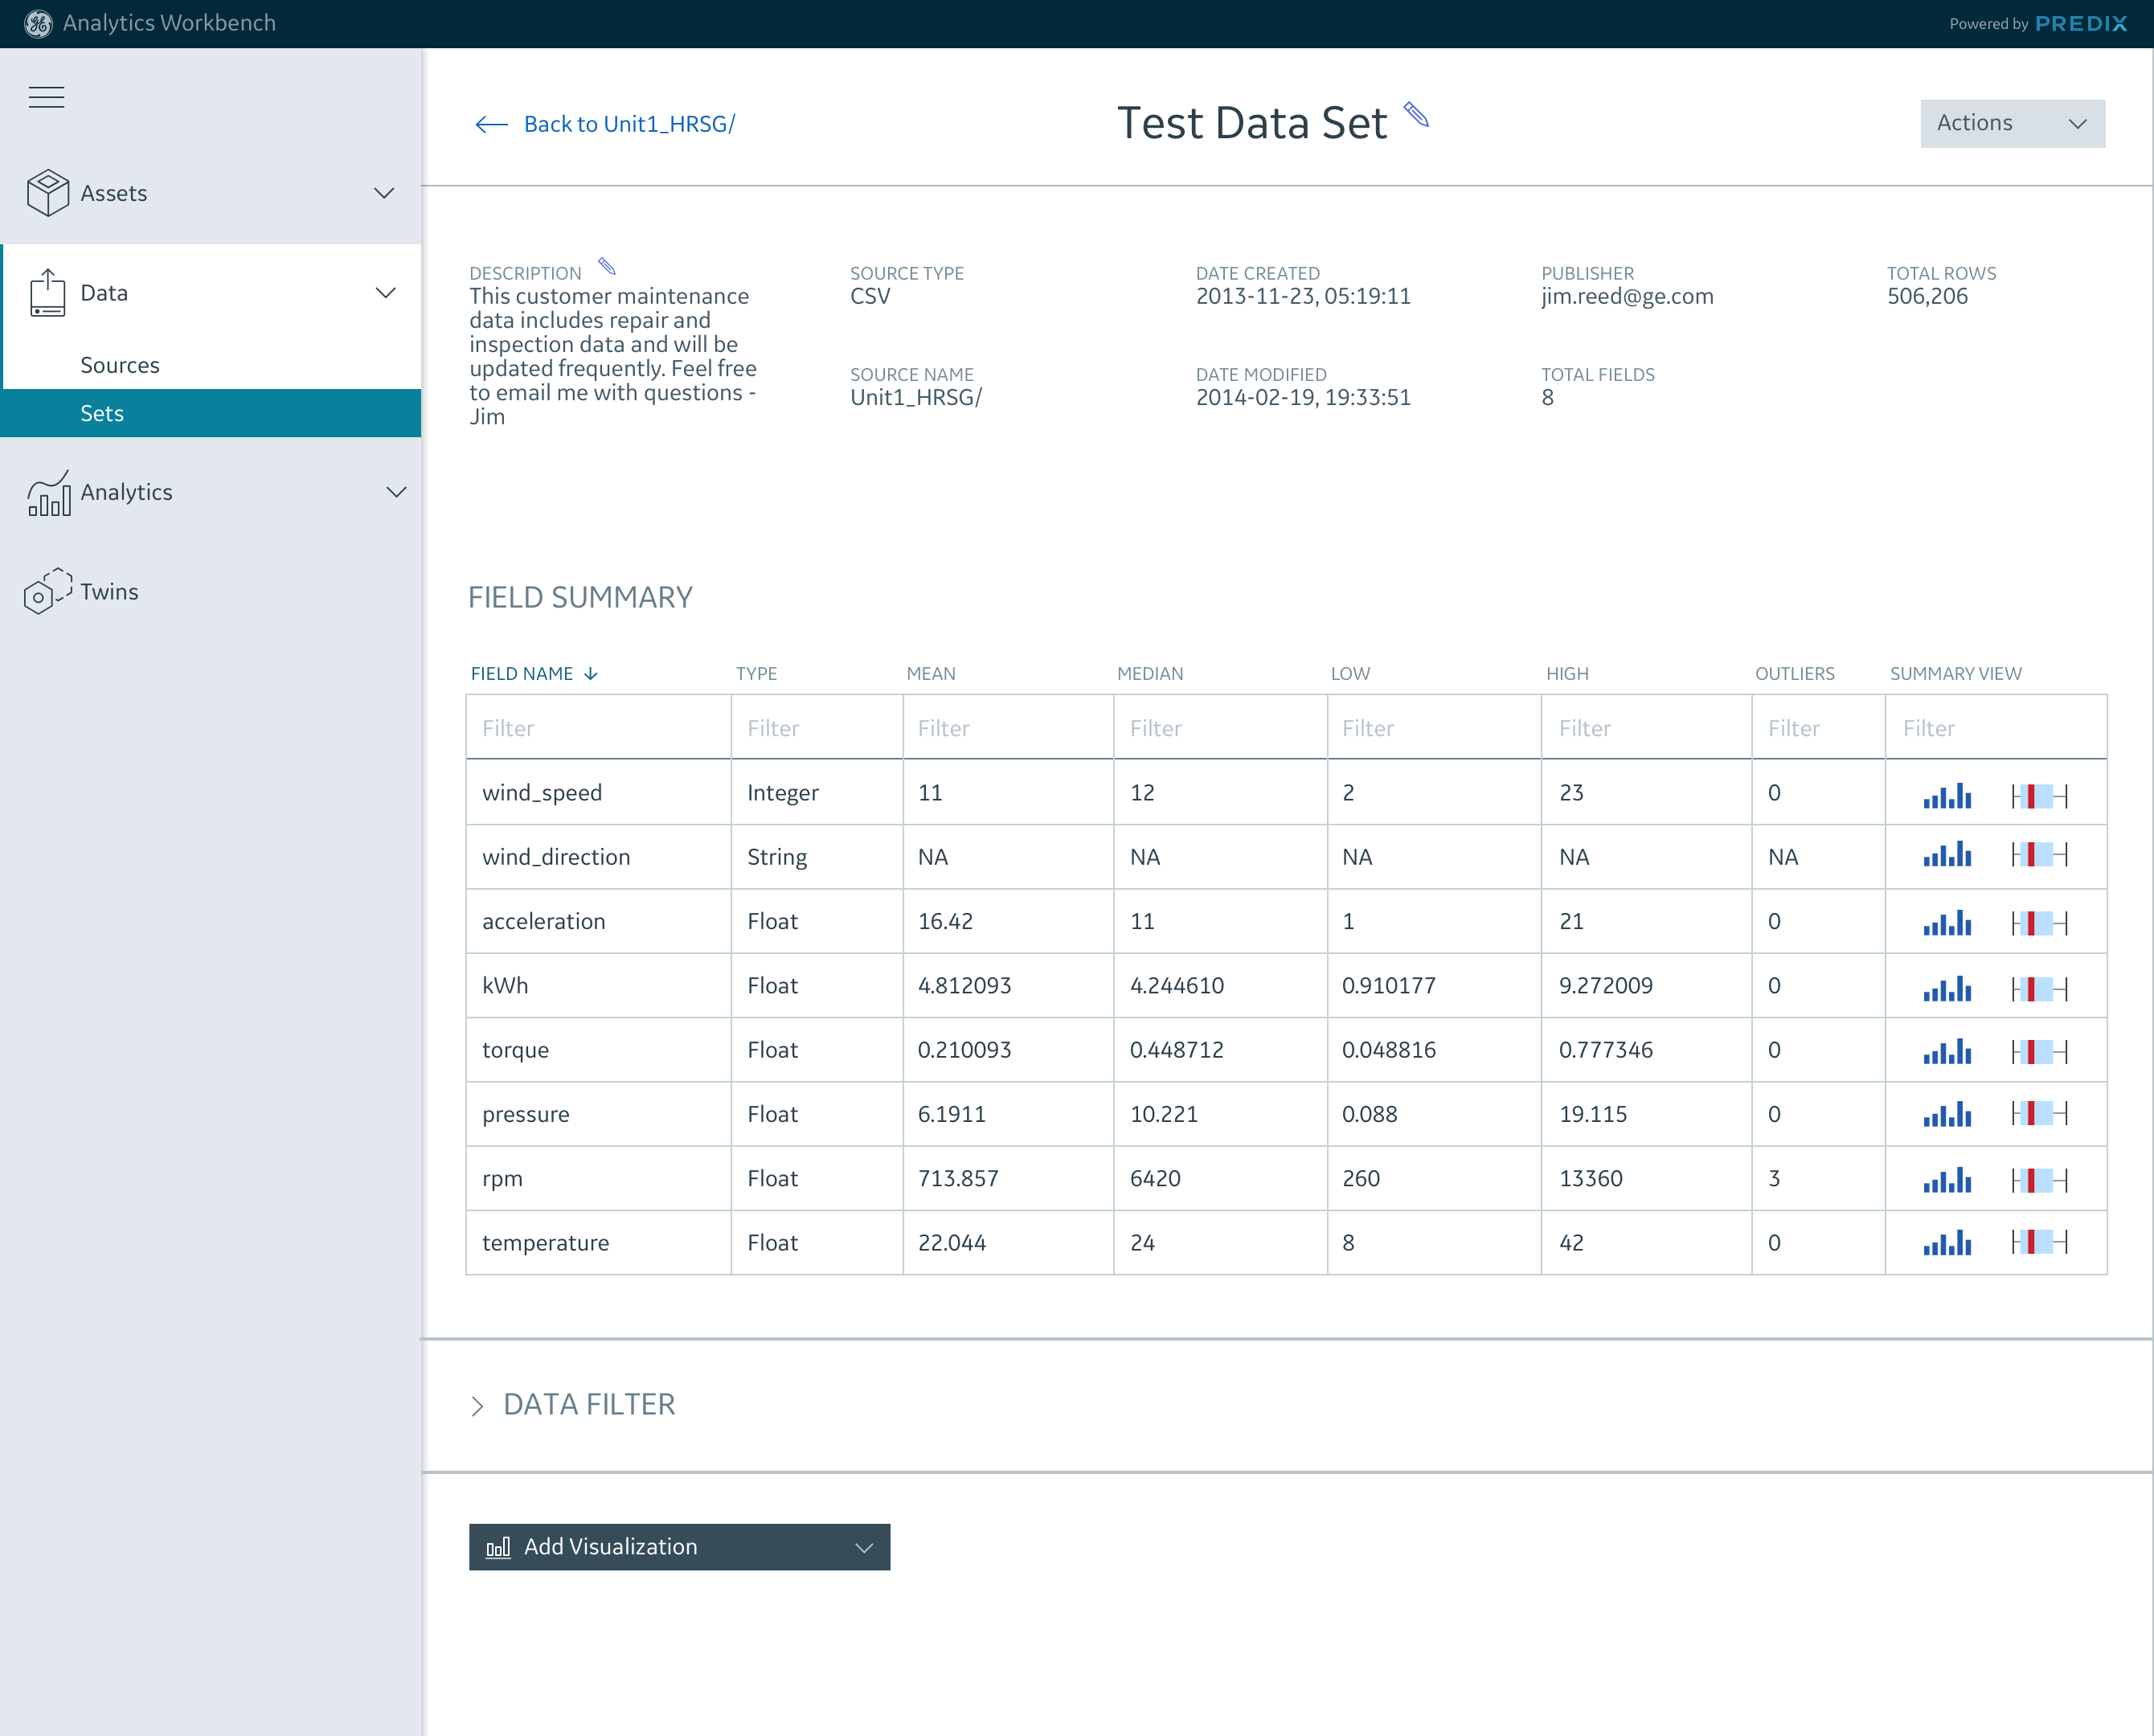 Analytics Workbench
Powered by PREDIX
Back to Unit1_HRSG/
Test Data Set
Actions
Assets
Data
Sources
Sets
Analytics
Twins
DESCRIPTION
This customer maintenance
data includes repair and
inspection data and will be
updated frequently. Feel free
to email me with questions -
Jim
SOURCE TYPE
CSV
SOURCE NAME
Unit1_HRSG/
DATE CREATED
2013-11-23, 05:19:11
DATE MODIFIED
2014-02-19, 19:33:51
PUBLISHER
jim.reed@ge.com
TOTAL FIELDS
8
TOTAL ROWS
506,206
FIELD SUMMARY
FIELD NAME TYPE MEAN MEDIAN LOW HIGH OUTLIERS SUMMARY VIEW
Filter Filter Filter Filter Filter Filter Filter Filter
wind_speed Integer 11 12 2 23 0
wind_direction String NA NA NA NA NA
acceleration Float 16.42 11 1 21 0
kWh Float 4.812093 4.244610 0.910177 9.272009 0
torque Float 0.210093 0.448712 0.048816 0.777346 0
pressure Float 6.1911 10.221 0.088 19.115 0
rpm Float 713.857 6420 260 13360 3
temperature Float 22.044 24 8 42 0
DATA FILTER
Add Visualization